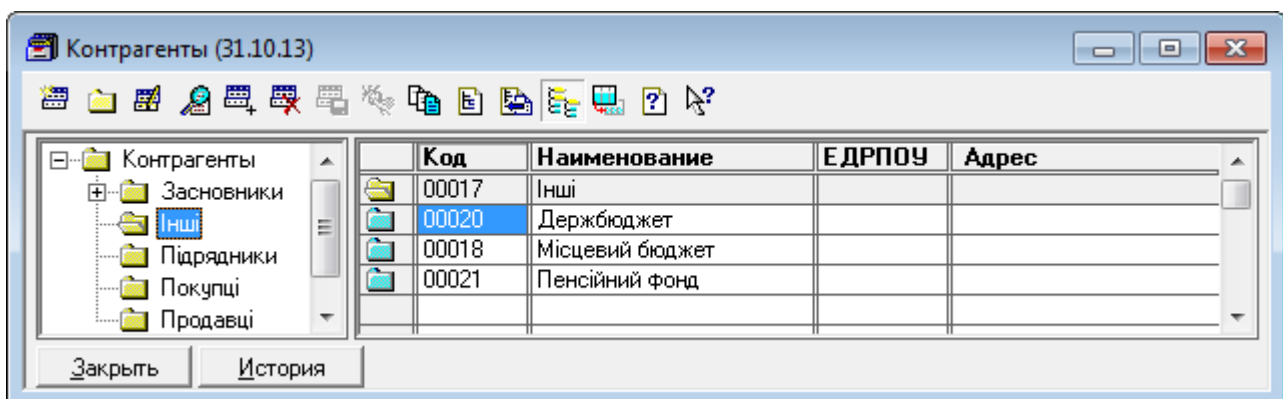 Контрагенты (31.10.13)
Контрагенты
Засновники
Інші
Підрядники
Покупці
Продавці
Код Наименование ЕДРПОУ Адрес
00017 Інші
00020 Держбюджет
00018 Місцевий бюджет
00021 Пенсійний фонд
Закрыть История